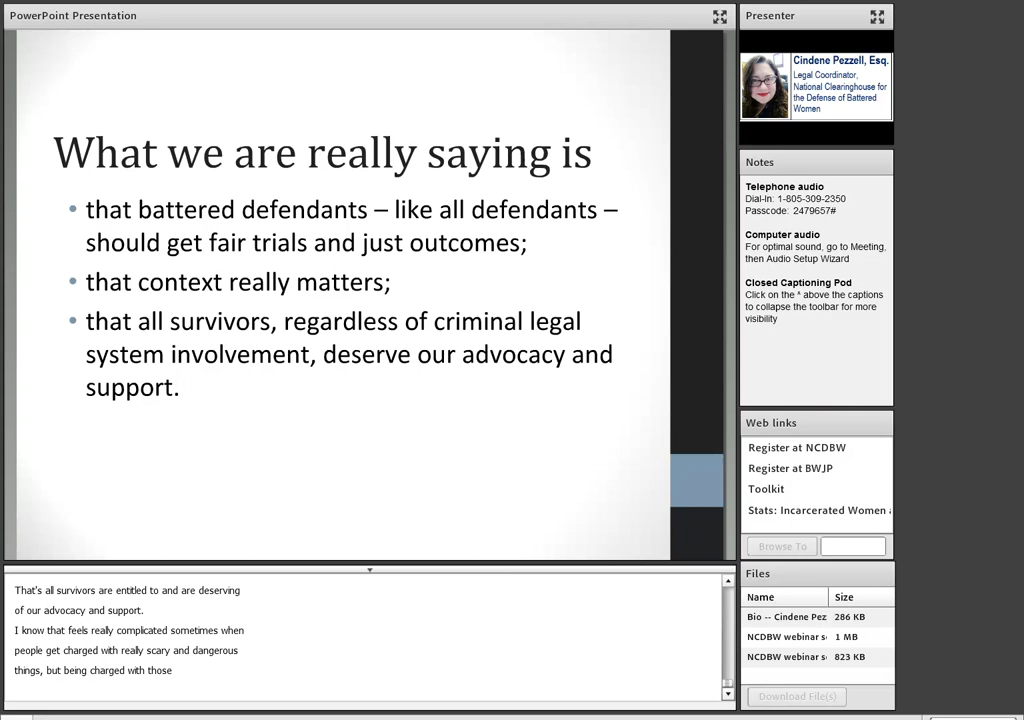 PowerPoint Presentation
What we are really saying is
• that battered defendants – like all defendants –
should get fair trials and just outcomes;
• that context really matters;
• that all survivors, regardless of criminal legal
system involvement, deserve our advocacy and
support.
That's all survivors are entitled to and are deserving
of our advocacy and support.
I know that feels really complicated sometimes when
people get charged with really scary and dangerous
things, but being charged with those
Presenter
Cindene Pezzell, Esq.
Legal Coordinator,
National Clearinghouse for
the Defense of Battered
Women
Notes
Telephone audio
Dial-In: 1-805-309-2350
Passcode: 2479657#
Computer audio
For optimal sound, go to Meeting,
then Audio Setup Wizard
Closed Captioning Pod
Click on the ^ above the captions
to collapse the toolbar for more
visibility
Web links
Register at NCDBW
Register at BWJP
Toolkit
Stats: Incarcerated Women
Browse To
Files
Name Size
Bio -- Cindene Pez 286 KB
NCDBW webinar s 1 MB
NCDBW webinar s 823 KB
Download File(s)